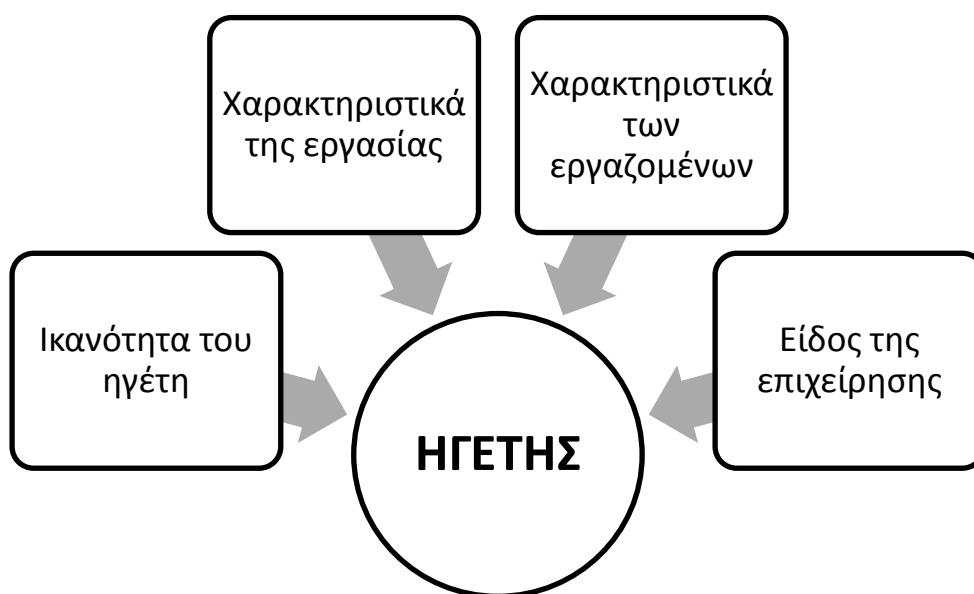 Χαρακτηριστικά
της εργασίας
Χαρακτηριστικά
των
εργαζομένων
Ικανότητα του
ηγέτη
Είδος της
επιχείρησης
ΗΓΕΤΗΣ